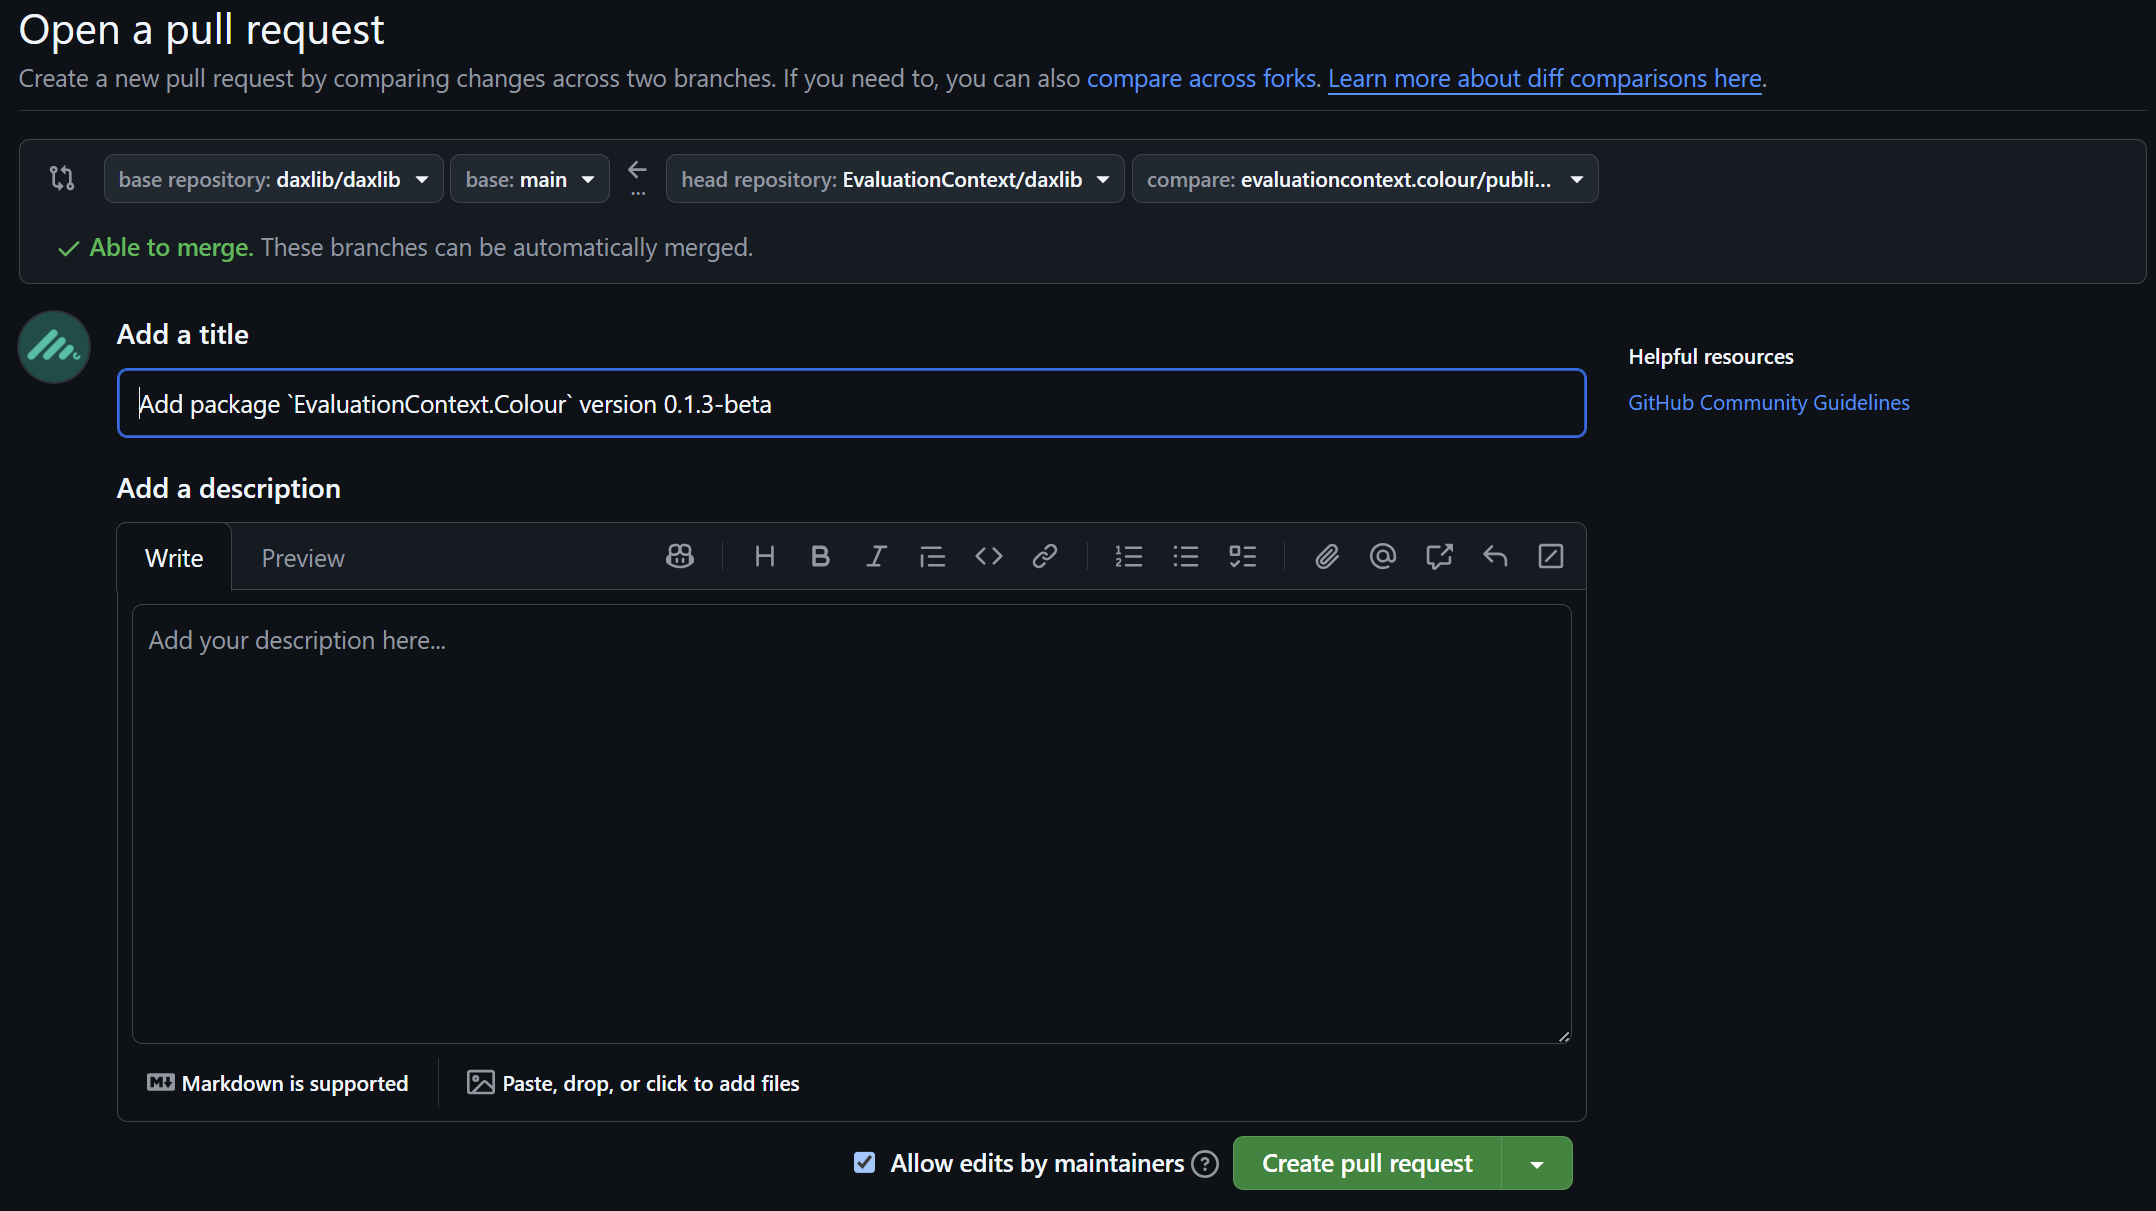 Open a pull request
Create a new pull request by comparing changes across two branches. If you need to, you can also compare across forks. Learn more about diff comparisons here.
base repository: daxlib/daxlib
base: main
...
head repository: EvaluationContext/daxlib
compare: evaluationcontext.colour/publi...
Able to merge. These branches can be automatically merged.
Add a title
Add package `EvaluationContext.Colour` version 0.1.3-beta
Helpful resources
GitHub Community Guidelines
Add a description
Write
Preview
Add your description here...
Markdown is supported
Paste, drop, or click to add files
Allow edits by maintainers
Create pull request